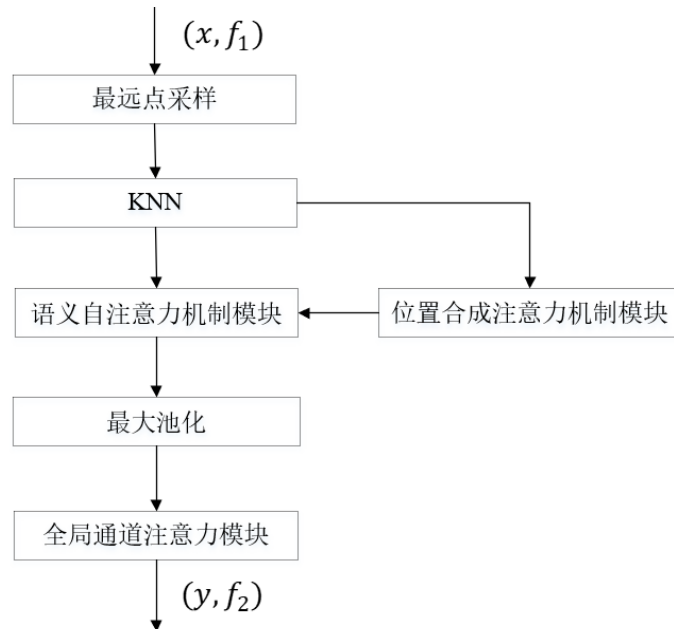 (x, f₁)
最远点采样
KNN
语义自注意力机制模块
位置合成注意力机制模块
最大池化
全局通道注意力模块
(y, f₂)